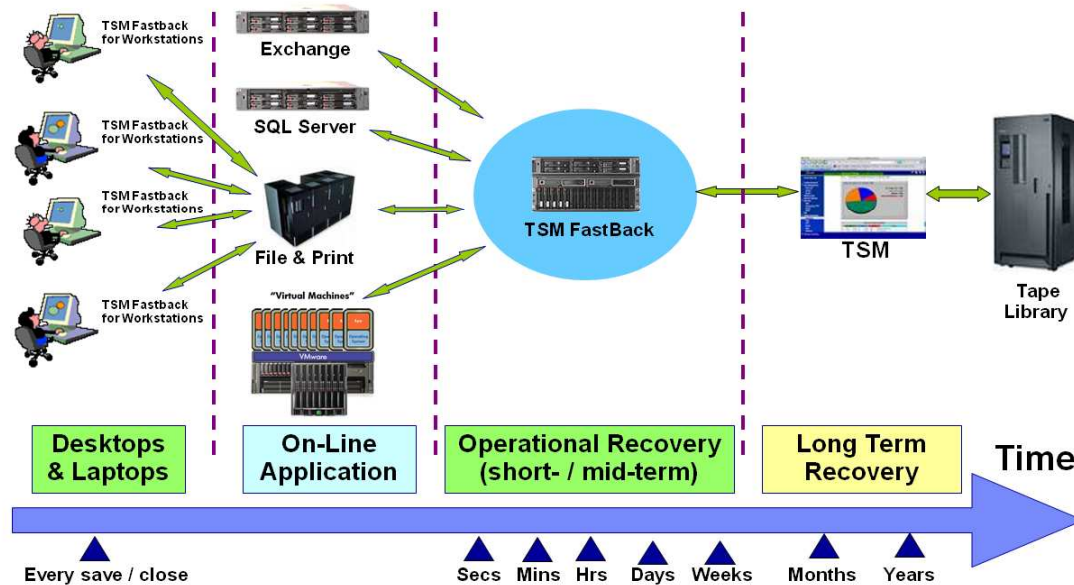 TSM Fastback
for Workstations
Exchange
TSM Fastback
for Workstations
SQL Server
TSM Fastback
for Workstations
File & Print
TSM Fastback
for Workstations
"Virtual Machines"
VMware
TSM FastBack
TSM
Tape
Library
Desktops
& Laptops
On-Line
Application
Operational Recovery
(short- / mid-term)
Long Term
Recovery
Time
Every save / close
Secs
Mins
Hrs
Days
Weeks
Months
Years